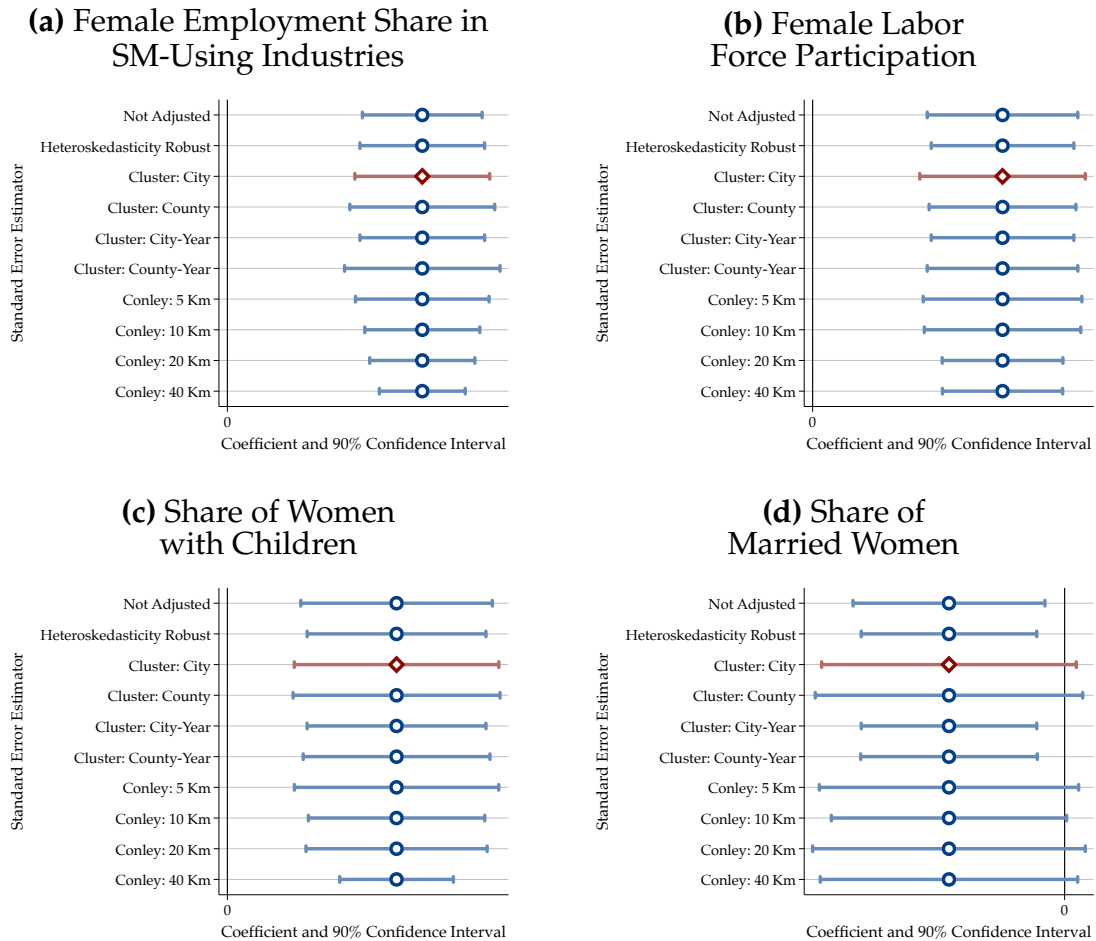 (a) Female Employment Share in
SM-Using Industries
Standard Error Estimator
Not Adjusted
Heteroskedasticity Robust
Cluster: City
Cluster: County
Cluster: City-Year
Cluster: County-Year
Conley: 5 Km
Conley: 10 Km
Conley: 20 Km
Conley: 40 Km
0
Coefficient and 90% Confidence Interval
(b) Female Labor
Force Participation
Standard Error Estimator
Not Adjusted
Heteroskedasticity Robust
Cluster: City
Cluster: County
Cluster: City-Year
Cluster: County-Year
Conley: 5 Km
Conley: 10 Km
Conley: 20 Km
Conley: 40 Km
0
Coefficient and 90% Confidence Interval
(c) Share of Women
with Children
Standard Error Estimator
Not Adjusted
Heteroskedasticity Robust
Cluster: City
Cluster: County
Cluster: City-Year
Cluster: County-Year
Conley: 5 Km
Conley: 10 Km
Conley: 20 Km
Conley: 40 Km
0
Coefficient and 90% Confidence Interval
(d) Share of
Married Women
Standard Error Estimator
Not Adjusted
Heteroskedasticity Robust
Cluster: City
Cluster: County
Cluster: City-Year
Cluster: County-Year
Conley: 5 Km
Conley: 10 Km
Conley: 20 Km
Conley: 40 Km
0
Coefficient and 90% Confidence Interval